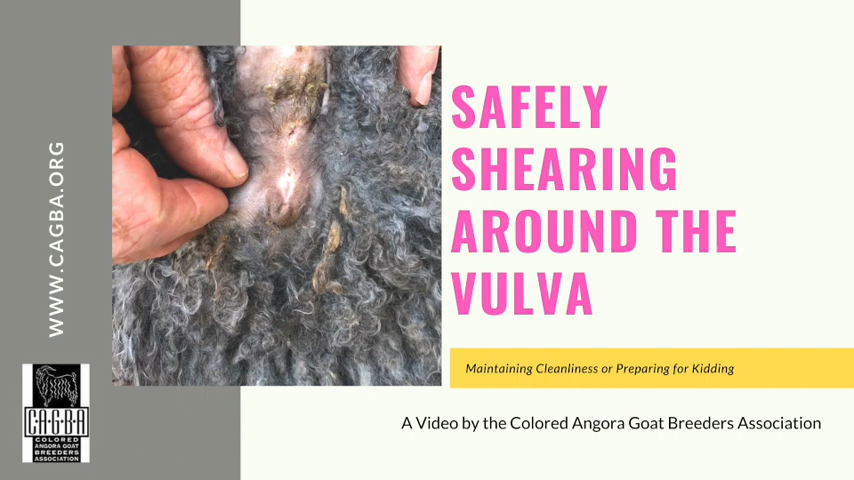 WWW.CAGBA.ORG
C·A·G·B·A
COLORED
ANGORA GOAT
BREEDERS
ASSOCIATION
SAFELY
SHEARING
AROUND THE
VULVA
Maintaining Cleanliness or Preparing for Kidding
A Video by the Colored Angora Goat Breeders Association